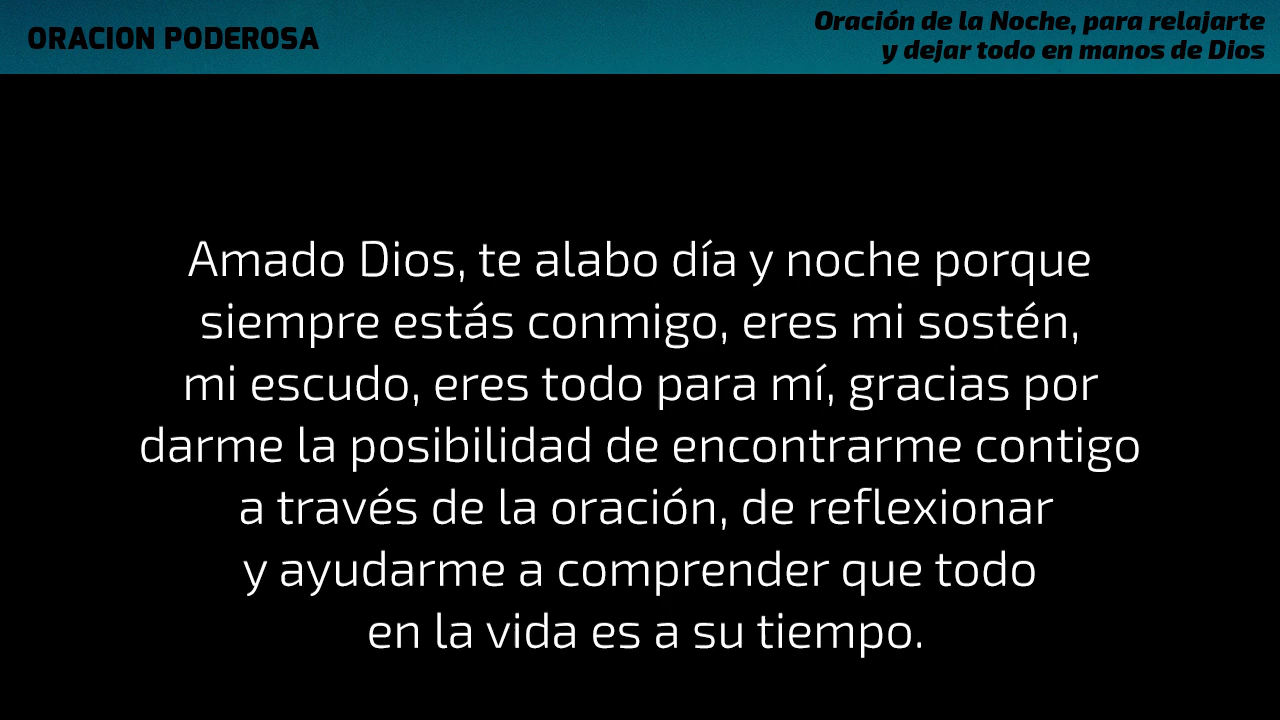 ORACION PODEROSA
Oración de la Noche, para relajarte
y dejar todo en manos de Dios
Amado Dios, te alabo día y noche porque
siempre estás conmigo, eres mi sostén,
mi escudo, eres todo para mí, gracias por
darme la posibilidad de encontrarme contigo
a través de la oración, de reflexionar
y ayudarme a comprender que todo
en la vida es a su tiempo.